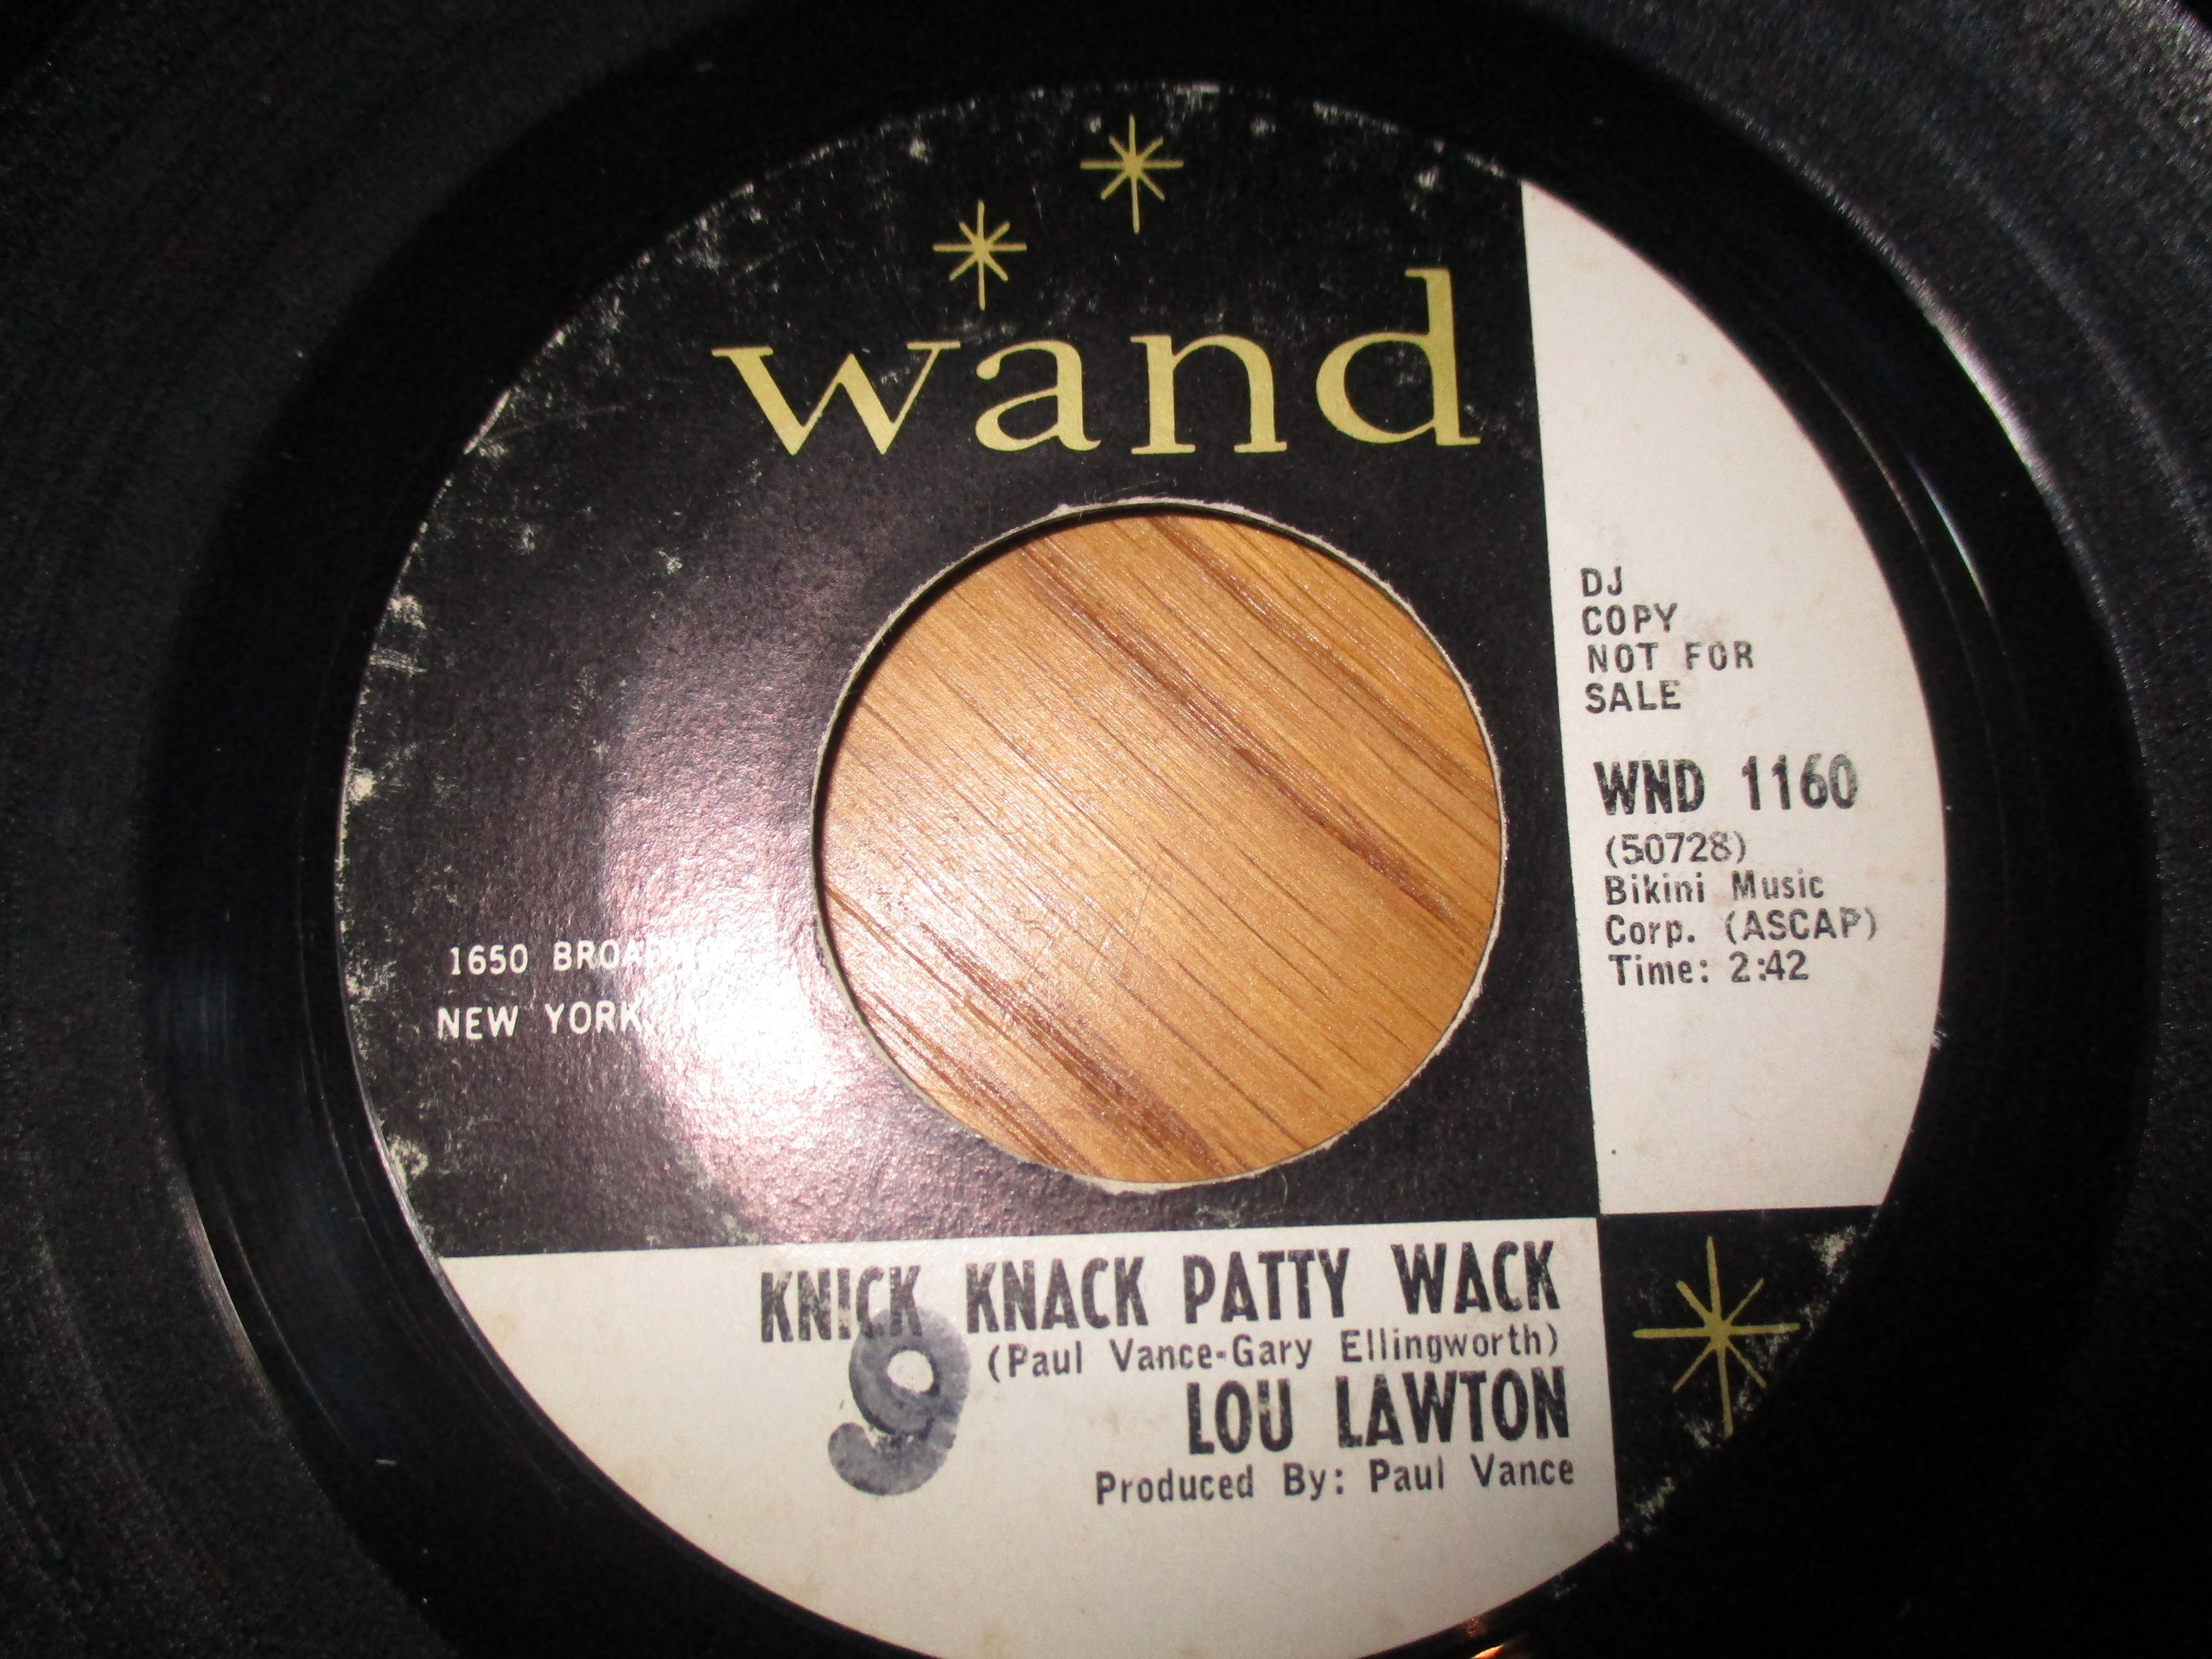 wand
DJ
COPY
NOT FOR
SALE
WND 1160
(50728)
Bikini Music
Corp. (ASCAP)
Time: 2:42
1650
NEW YORK,
KNICK KNACK PATTY WACK
(Paul Vance-Gary Ellingworth)
9
LOU LAWTON
Produced By: Paul Vance